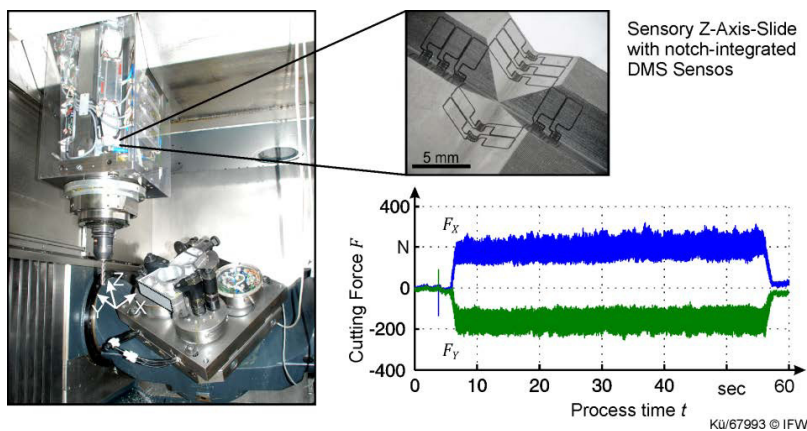 Sensory Z-Axis-Slide
with notch-integrated
DMS Sensos
5 mm
Z
Y
X
Cutting Force F
400
N
0
-200
-400
F_X
F_Y
0
10
20
30
40
sec
60
Process time t
Kü/67993 © IFW